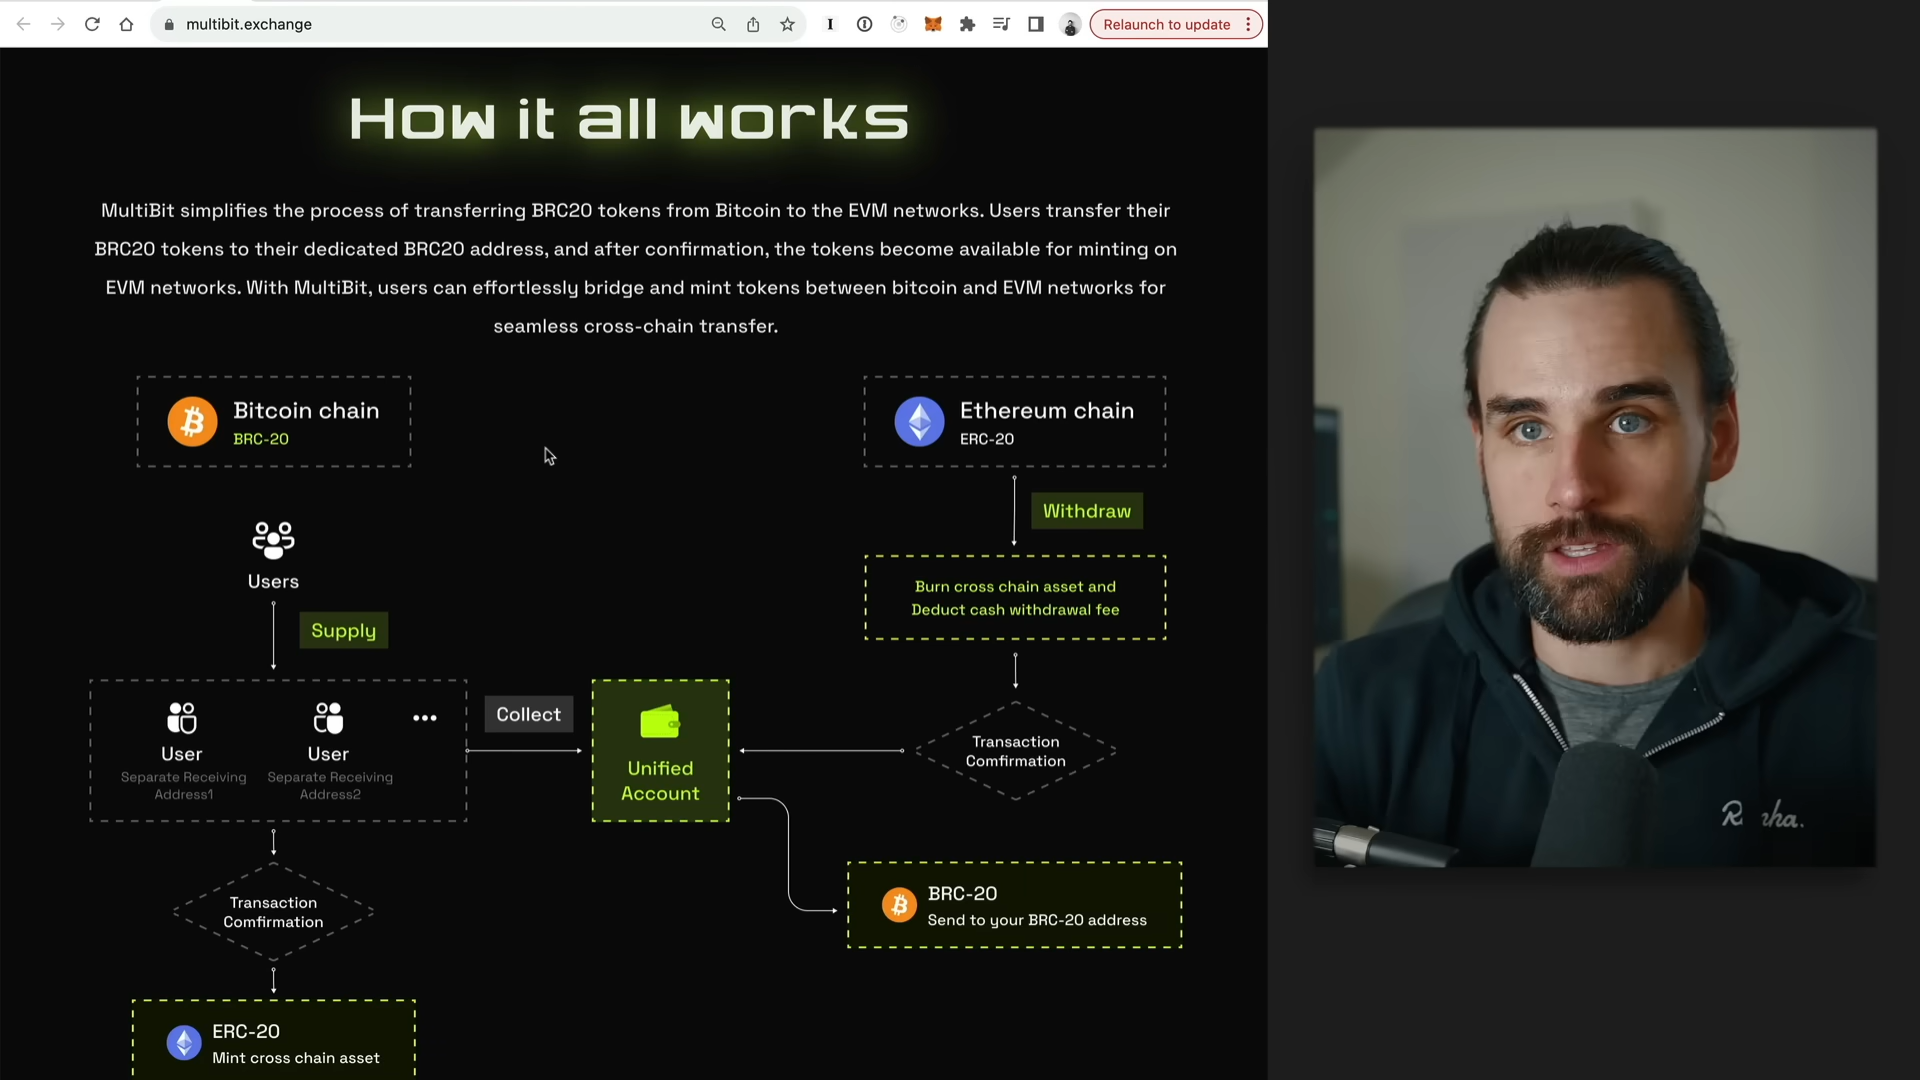 multibit.exchange
Relaunch to update
How it all works
MultiBit simplifies the process of transferring BRC20 tokens from Bitcoin to the EVM networks. Users transfer their
BRC20 tokens to their dedicated BRC20 address, and after confirmation, the tokens become available for minting on
EVM networks. With MultiBit, users can effortlessly bridge and mint tokens between bitcoin and EVM networks for
seamless cross-chain transfer.
Bitcoin chain
BRC-20
Ethereum chain
ERC-20
Withdraw
Users
Burn cross chain asset and
Deduct cash withdrawal fee
Supply
Collect
User
Separate Receiving
Address1
User
Separate Receiving
Address2
Unified
Account
Transaction
Comfirmation
Transaction
Comfirmation
BRC-20
Send to your BRC-20 address
ERC-20
Mint cross chain asset